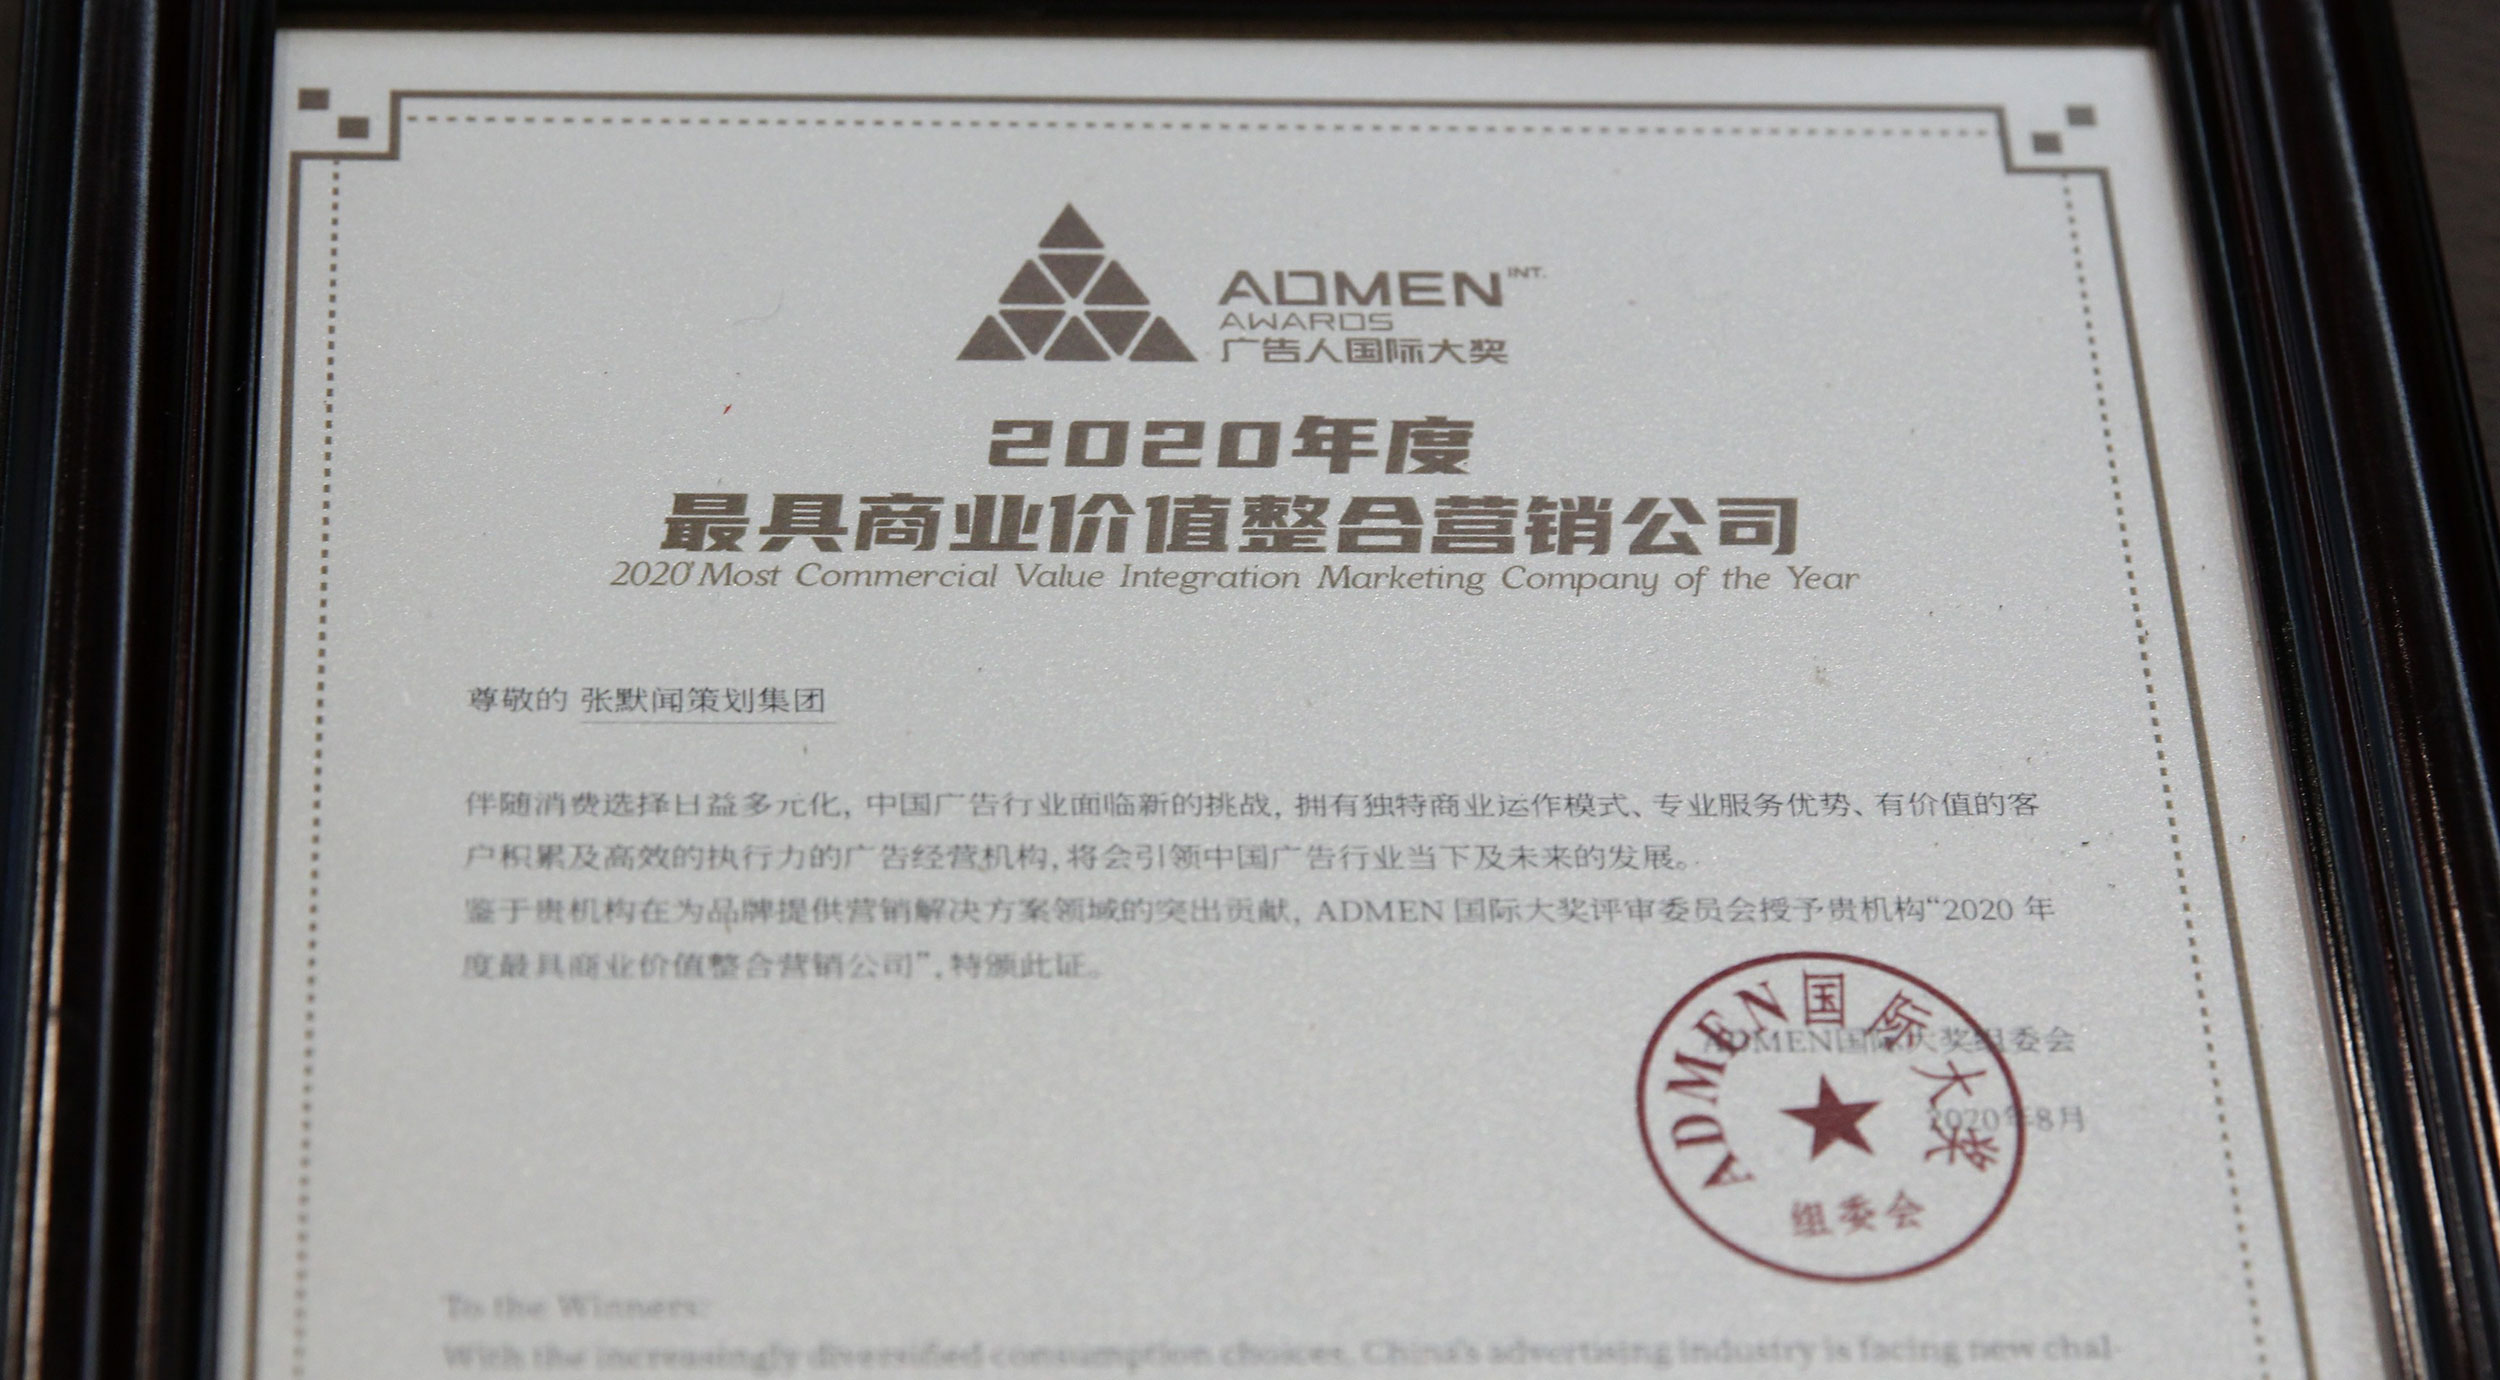 ADMEN INT.
AWARDS
广告人国际大奖
2020年度
最具商业价值整合营销公司
2020'Most Commercial Value Integration Marketing Company of the Year
尊敬的 张默闻策划集团
伴随消费选择日益多元化，中国广告行业面临新的挑战，拥有独特商业运作模式、专业服务优势、有价值的客
户积累及高效的执行力的广告经营机构，将会引领中国广告行业当下及未来的发展。
鉴于贵机构在为品牌提供营销解决方案领域的突出贡献，ADMEN 国际大奖评审委员会授予贵机构“2020 年
度最具商业价值整合营销公司”，特颁此证。
ADMEN国际大奖组委会
2020年8月
ADMEN国际大奖
组委会
To the Winners:
With the increasingly diversified consumption choices, China's advertising industry is facing new chal-